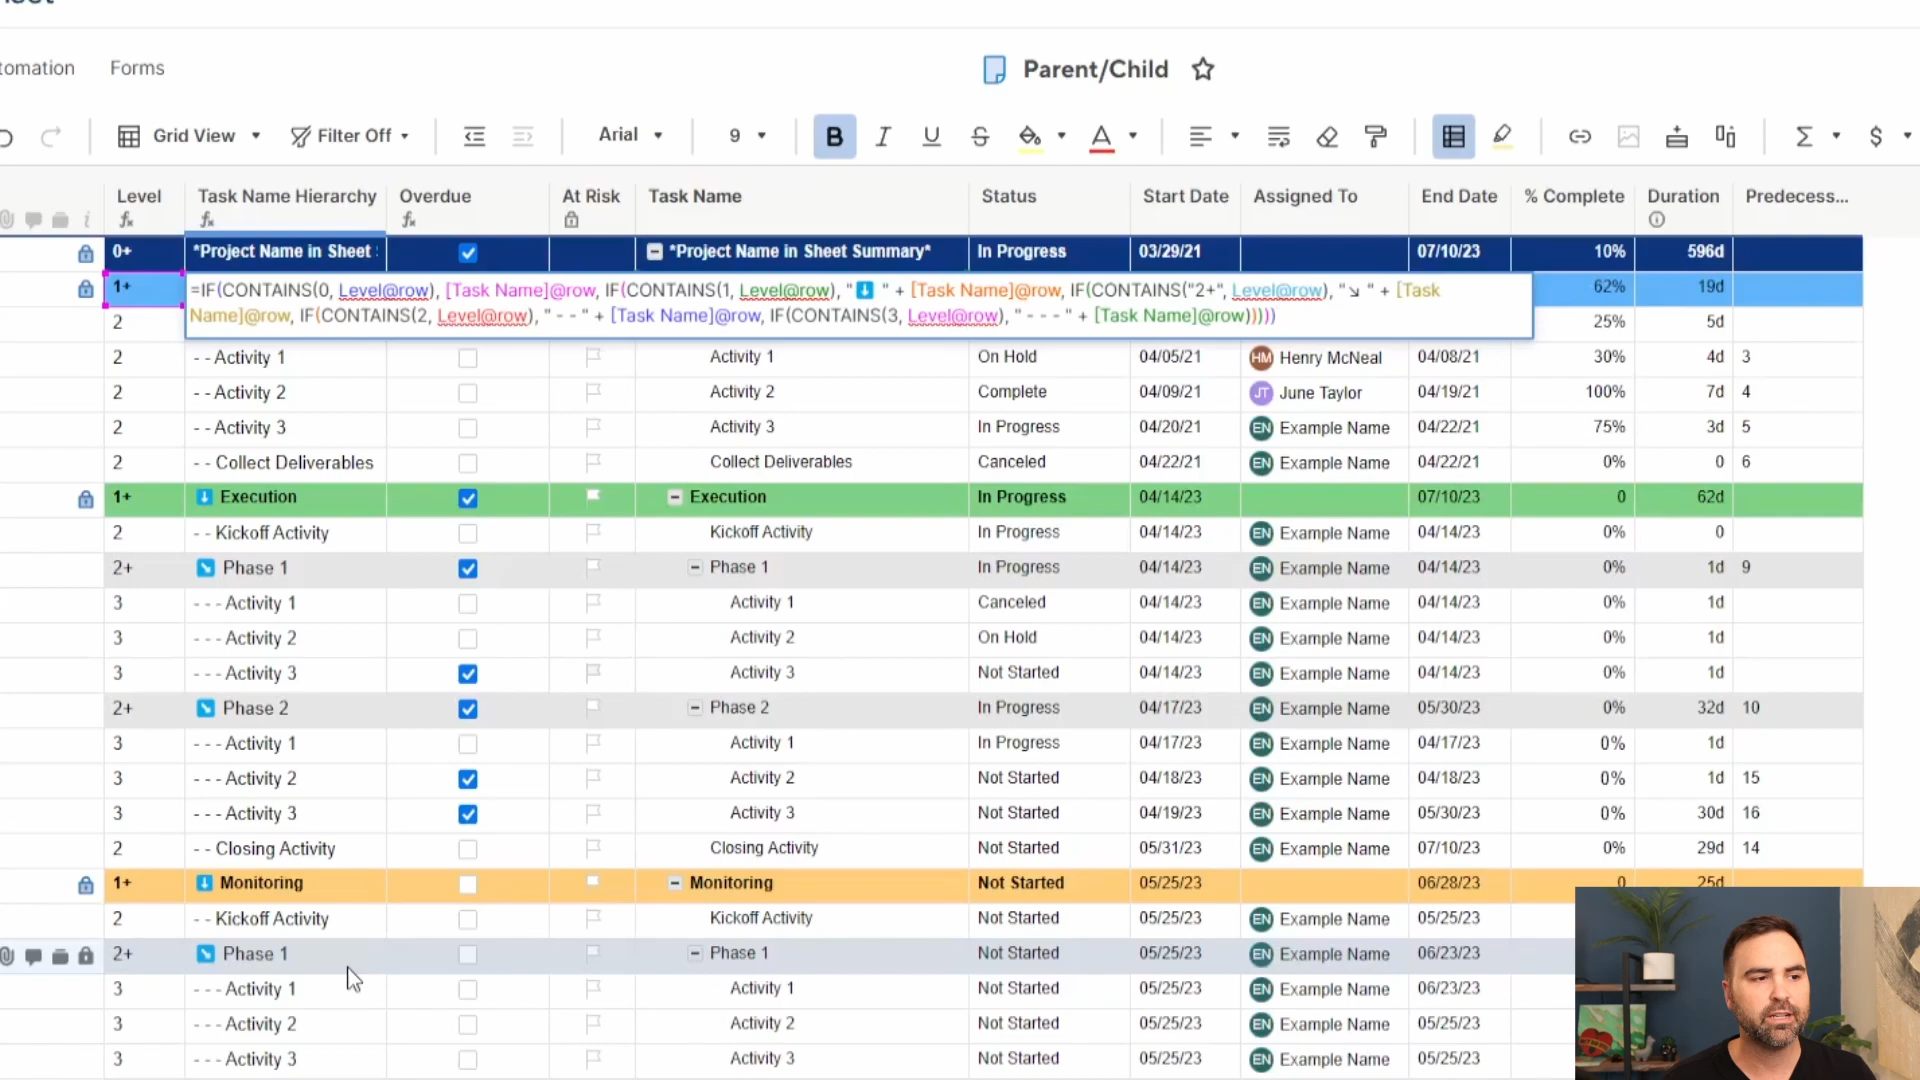 tomation Forms Parent/Child
Grid View Filter Off Arial 9 B I U S A Σ $
Level Task Name Hierarchy Overdue At Risk Task Name Status Start Date Assigned To End Date % Complete Duration Predecess...
0+ *Project Name in Sheet *Project Name in Sheet Summary* In Progress 03/29/21 07/10/23 10% 596d
1+ =IF(CONTAINS(0, Level@row), [Task Name]@row, IF(CONTAINS(1, Level@row), "⬇️ " + [Task Name]@row, IF(CONTAINS("2+", Level@row), "↘ " + [Task 62% 19d
2 Name]@row, IF(CONTAINS(2, Level@row), " - - " + [Task Name]@row, IF(CONTAINS(3, Level@row), " - - - " + [Task Name]@row))))) 25% 5d
2 - - Activity 1 Activity 1 On Hold 04/05/21 HM Henry McNeal 04/08/21 30% 4d 3
2 - - Activity 2 Activity 2 Complete 04/09/21 JT June Taylor 04/19/21 100% 7d 4
2 - - Activity 3 Activity 3 In Progress 04/20/21 EN Example Name 04/22/21 75% 3d 5
2 - - Collect Deliverables Collect Deliverables Canceled 04/22/21 EN Example Name 04/22/21 0% 0 6
1+ ⬇️ Execution Execution In Progress 04/14/23 07/10/23 0 62d
2 - - Kickoff Activity Kickoff Activity In Progress 04/14/23 EN Example Name 04/14/23 0% 0
2+ ↘ Phase 1 Phase 1 In Progress 04/14/23 EN Example Name 04/14/23 0% 1d 9
3 - - - Activity 1 Activity 1 Canceled 04/14/23 EN Example Name 04/14/23 0% 1d
3 - - - Activity 2 Activity 2 On Hold 04/14/23 EN Example Name 04/14/23 0% 1d
3 - - - Activity 3 Activity 3 Not Started 04/14/23 EN Example Name 04/14/23 0% 1d
2+ ↘ Phase 2 Phase 2 In Progress 04/17/23 EN Example Name 05/30/23 0% 32d 10
3 - - - Activity 1 Activity 1 In Progress 04/17/23 EN Example Name 04/17/23 0% 1d
3 - - - Activity 2 Activity 2 Not Started 04/18/23 EN Example Name 04/18/23 0% 1d 15
3 - - - Activity 3 Activity 3 Not Started 04/19/23 EN Example Name 05/30/23 0% 30d 16
2 - - Closing Activity Closing Activity Not Started 05/31/23 EN Example Name 07/10/23 0% 29d 14
1+ ⬇️ Monitoring Monitoring Not Started 05/25/23 06/28/23 0 25d
2 - - Kickoff Activity Kickoff Activity Not Started 05/25/23 EN Example Name 05/25/23
2+ ↘ Phase 1 Phase 1 Not Started 05/25/23 EN Example Name 06/23/23
3 - - - Activity 1 Activity 1 Not Started 05/25/23 EN Example Name 06/23/23
3 - - - Activity 2 Activity 2 Not Started 05/25/23 EN Example Name 05/25/23
3 - - - Activity 3 Activity 3 Not Started 05/25/23 EN Example Name 05/25/23